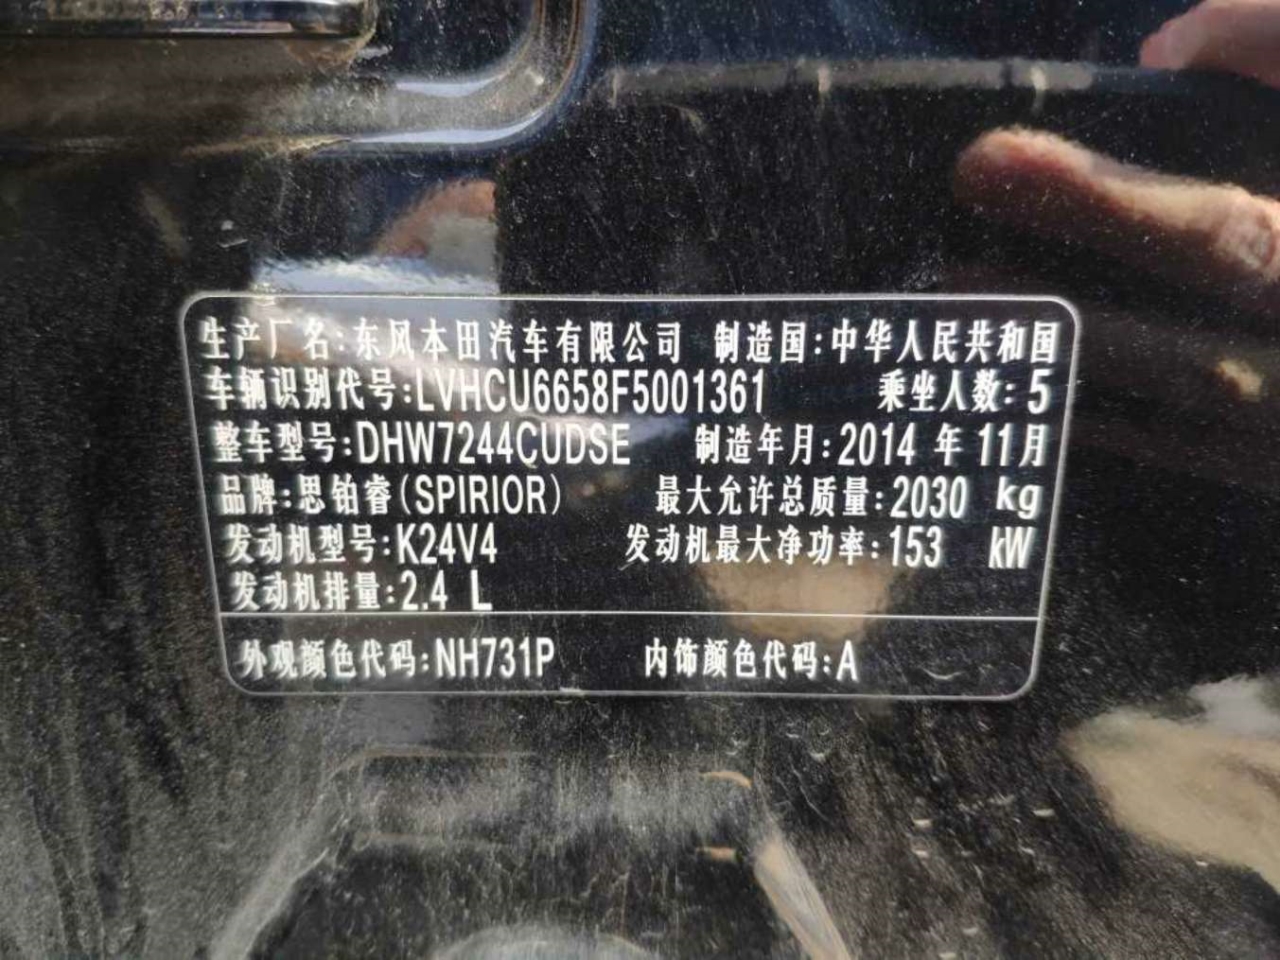 生产厂名:东风本田汽车有限公司 制造国:中华人民共和国
车辆识别代号:LVHCU6658F5001361 乘坐人数:5
整车型号:DHW7244CUDSE 制造年月:2014 年 11月
品牌:思铂睿(SPIRIOR) 最大允许总质量:2030 kg
发动机型号:K24V4 发动机最大净功率:153 kW
发动机排量:2.4 L
外观颜色代码:NH731P 内饰颜色代码:A